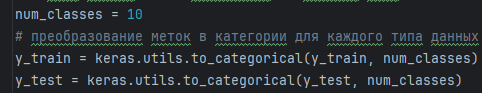 num_classes = 10
# преобразование меток в категории для каждого типа данных
y_train = keras.utils.to_categorical(y_train, num_classes)
y_test = keras.utils.to_categorical(y_test, num_classes)